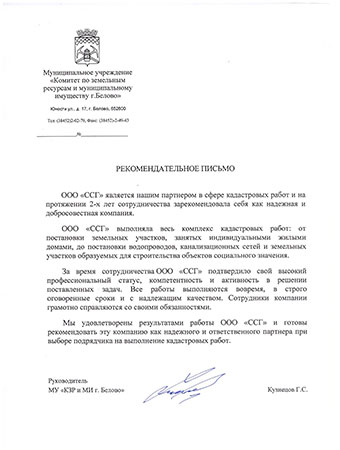 Муниципальное учреждение
«Комитет по земельным
ресурсам и муниципальному
имуществу г.Белово»
Юности ул., д. 17, г. Белово, 652600
Тел (38452)2-02-79, Факс (38452)2-49-43
№
РЕКОМЕНДАТЕЛЬНОЕ ПИСЬМО
ООО «ССГ» является нашим партнером в сфере кадастровых работ и на
протяжении 2-х лет сотрудничества зарекомендовала себя как надежная и
добросовестная компания.
ООО «ССГ» выполняла весь комплекс кадастровых работ: от
постановки земельных участков, занятых индивидуальными жилыми
домами, до постановки водопроводов, канализационных сетей и земельных
участков образуемых для строительства объектов социального значения.
За время сотрудничества ООО «ССГ» подтвердило свой высокий
профессиональный статус, компетентность и активность в решении
поставленных задач. Все работы выполняются вовремя, в строго
оговоренные сроки и с надлежащим качеством. Сотрудники компании
грамотно справляются со своими обязанностями.
Мы удовлетворены результатами работы ООО «ССГ» и готовы
рекомендовать эту компанию как надежного и ответственного партнера при
выборе подрядчика на выполнение кадастровых работ.
Руководитель
МУ «КЗР и МИ г. Белово»
Кузнецов Г.С.